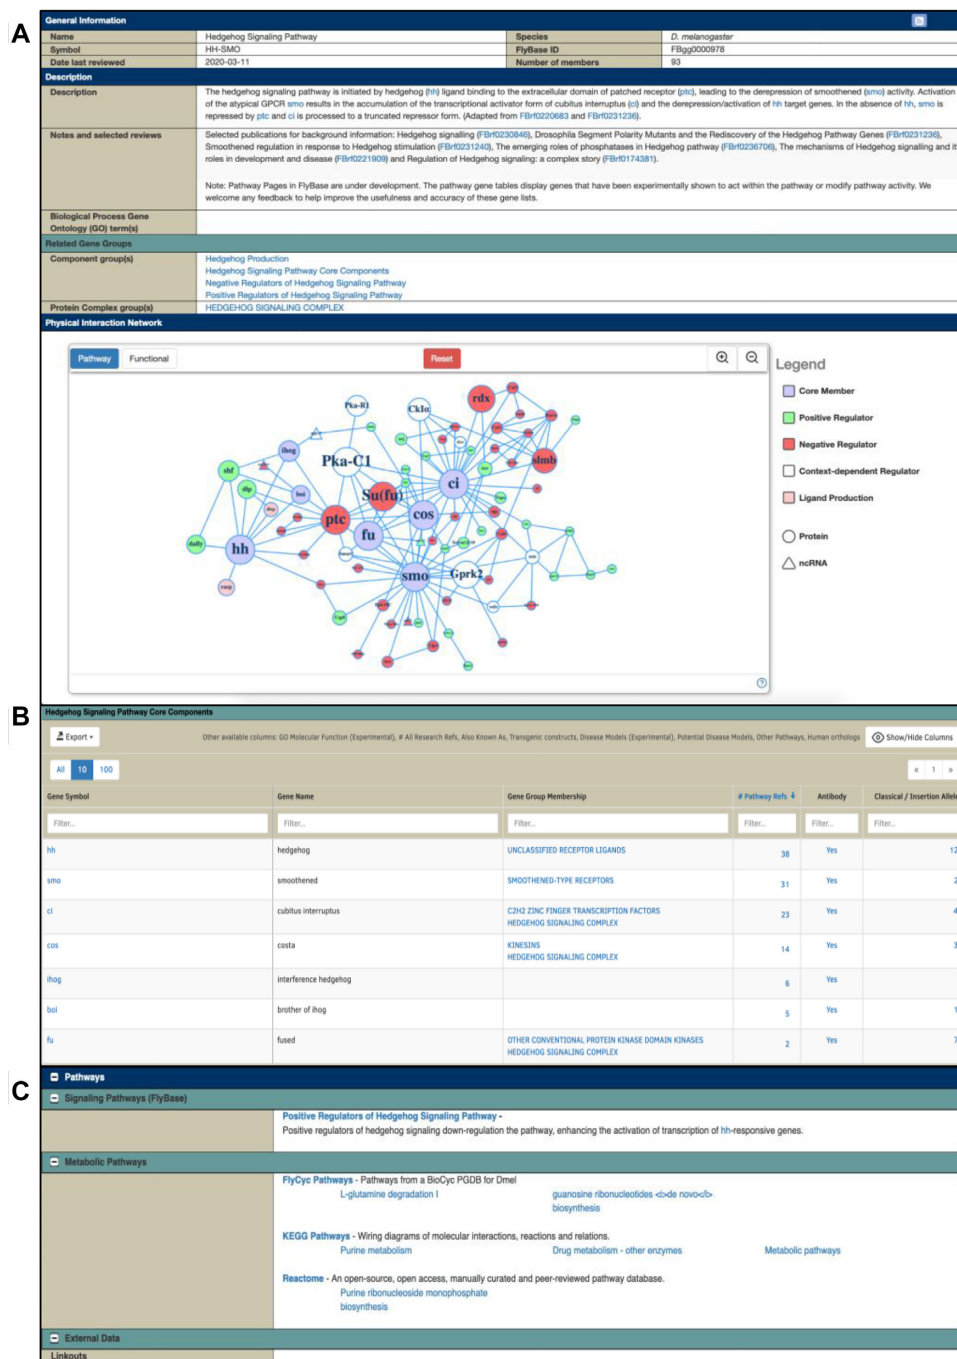 A
General Information
Name Hedgehog Signaling Pathway Species D. melanogaster
Symbol HH-SMO FlyBase ID FBgg0000978
Date last reviewed 2020-03-11 Number of members 93
Description
Description The hedgehog signaling pathway is initiated by hedgehog (hh) ligand binding to the extracellular domain of patched receptor (ptc), leading to the derepression of smoothened (smo) activity. Activation
of the atypical GPCR smo results in the accumulation of the transcriptional activator form of cubitus interruptus (ci) and the derepression/activation of hh target genes. In the absence of hh, smo is
repressed by ptc and ci is processed to a truncated repressor form. (Adapted from FBrf0220683 and FBrf0231236).
Notes and selected reviews Selected publications for background information: Hedgehog signalling (FBrf0230846), Drosophila Segment Polarity Mutants and the Rediscovery of the Hedgehog Pathway Genes (FBrf0231236),
Smoothened regulation in response to Hedgehog stimulation (FBrf0231240), The emerging roles of phosphatases in Hedgehog pathway (FBrf0236706), The mechanisms of Hedgehog signalling and it
roles in development and disease (FBrf0221909) and Regulation of Hedgehog signaling: a complex story (FBrf0174381).
Note: Pathway Pages in FlyBase are under development. The pathway gene tables display genes that have been experimentally shown to act within the pathway or modify pathway activity. We
welcome any feedback to help improve the usefulness and accuracy of these gene lists.
Biological Process Gene
Ontology (GO) term(s)
Related Gene Groups
Component group(s) Hedgehog Production
Hedgehog Signaling Pathway Core Components
Negative Regulators of Hedgehog Signaling Pathway
Positive Regulators of Hedgehog Signaling Pathway
Protein Complex group(s) HEDGEHOG SIGNALING COMPLEX
Physical Interaction Network
Pathway Functional Reset
Legend
Core Member
Positive Regulator
Negative Regulator
Context-dependent Regulator
Ligand Production
Protein
ncRNA
rdx
Pka-R1
CkIα
ihog
Pka-C1
slmb
shf
ci
dlp
boi
Su(fu)
disp
ptc
cos
fu
dally
hh
smo
Gprk2
rasp
B
Hedgehog Signaling Pathway Core Components
Export Other available columns: GO Molecular Function (Experimental), # All Research Refs, Also Known As, Transgenic constructs, Disease Models (Experimental), Potential Disease Models, Other Pathways, Human orthologs Show/Hide Columns
All 10 100 « 1 »
Gene Symbol Gene Name Gene Group Membership # Pathway Refs ↓ Antibody Classical / Insertion Allele
Filter... Filter... Filter... Filter... Filter... Filter...
hh hedgehog UNCLASSIFIED RECEPTOR LIGANDS 38 Yes 12
smo smoothened SMOOTHENED-TYPE RECEPTORS 31 Yes 2
ci cubitus interruptus C2H2 ZINC FINGER TRANSCRIPTION FACTORS 23 Yes 4
HEDGEHOG SIGNALING COMPLEX
cos costa KINESINS 14 Yes 3
HEDGEHOG SIGNALING COMPLEX
ihog interference hedgehog 6 Yes
boi brother of ihog 5 Yes 1
fu fused OTHER CONVENTIONAL PROTEIN KINASE DOMAIN KINASES 2 Yes 7
HEDGEHOG SIGNALING COMPLEX
C
Pathways
Signaling Pathways (FlyBase)
Positive Regulators of Hedgehog Signaling Pathway -
Positive regulators of hedgehog signaling down-regulation the pathway, enhancing the activation of transcription of hh-responsive genes.
Metabolic Pathways
FlyCyc Pathways - Pathways from a BioCyc PGDB for Dmel
L-glutamine degradation I guanosine ribonucleotides <i>de novo</i>
biosynthesis
KEGG Pathways - Wiring diagrams of molecular interactions, reactions and relations.
Purine metabolism Drug metabolism - other enzymes Metabolic pathways
Reactome - An open-source, open access, manually curated and peer-reviewed pathway database.
Purine ribonucleoside monophosphate
biosynthesis
External Data
Linkouts